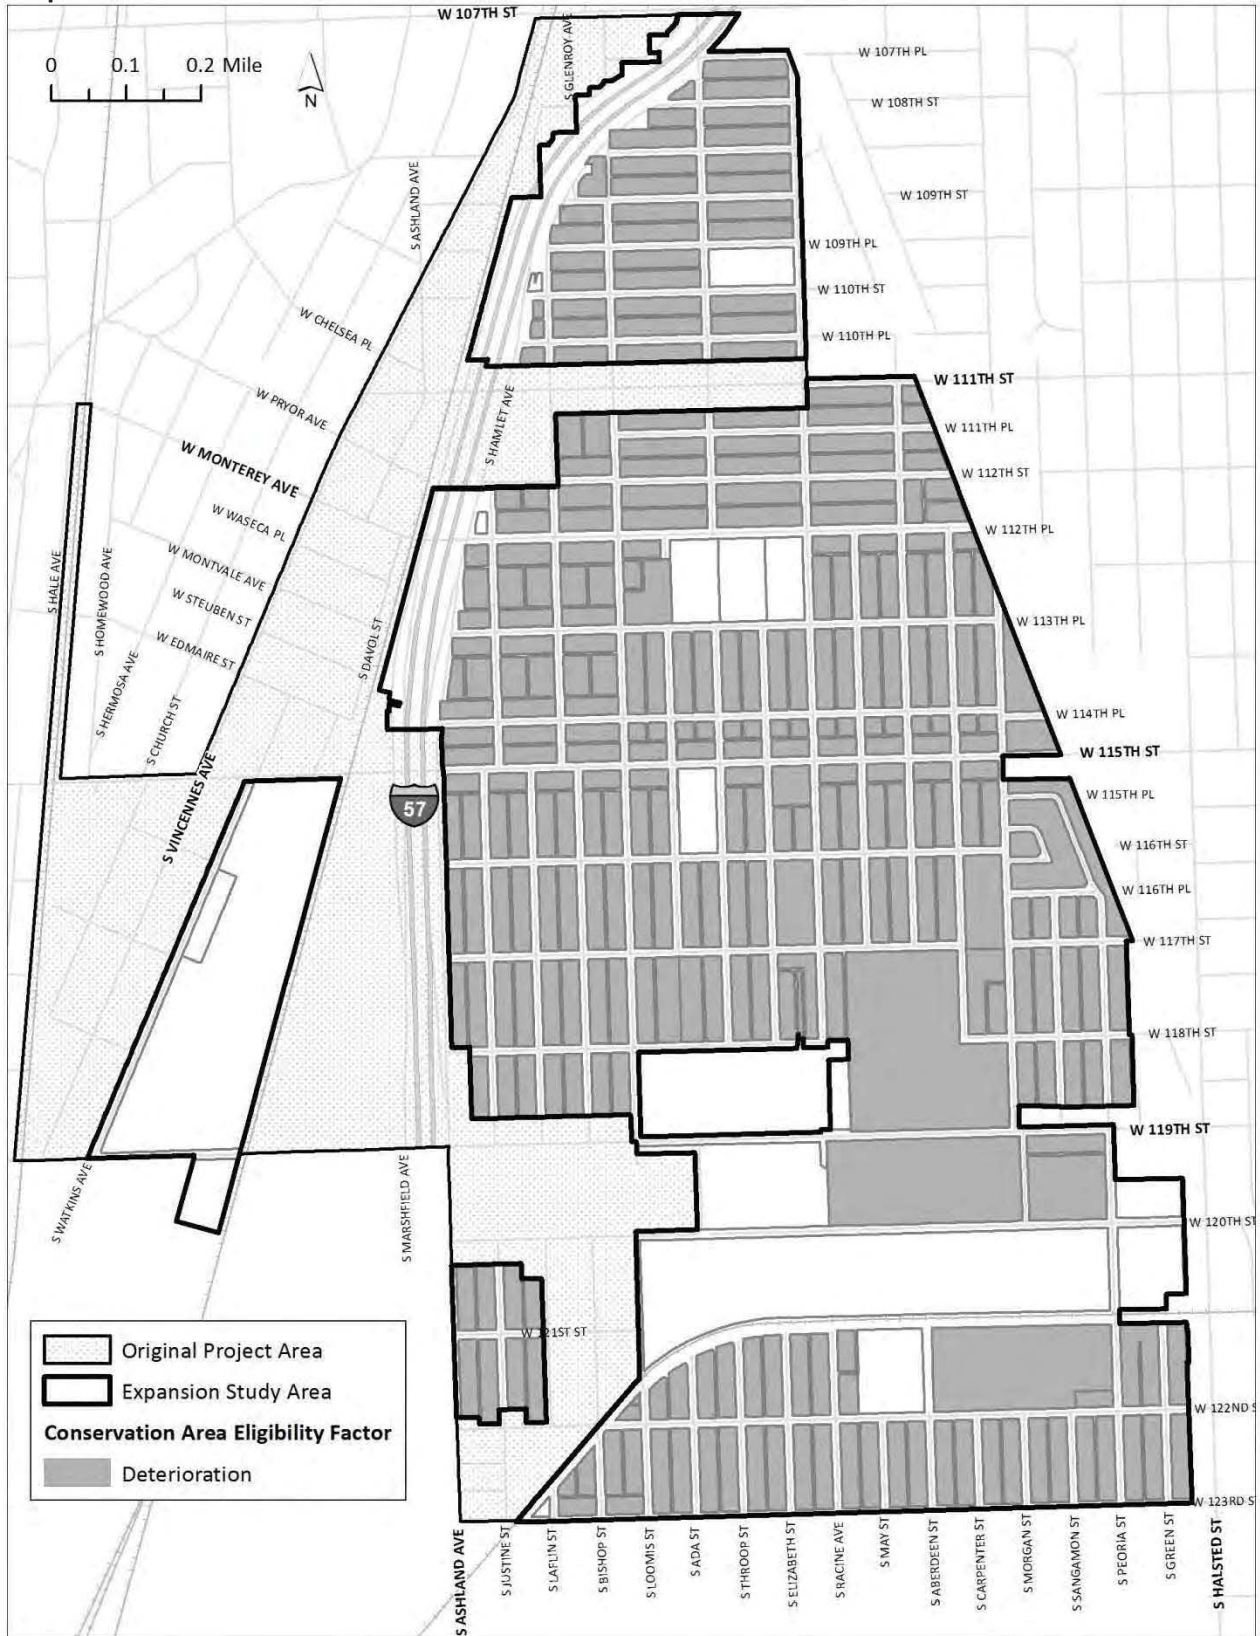 W 107TH ST
0 0.1 0.2 Mile
N
S GLENROY AVE
W 107TH PL
W 108TH ST
S ASHLAND AVE
W 109TH ST
W 109TH PL
W 110TH ST
W CHELSEA PL
W 110TH PL
W 111TH ST
S HAMLET AVE
W PRYOR AVE
W 111TH PL
W MONTEREY AVE
W 112TH ST
W WASECA PL
W 112TH PL
W MONTVALE AVE
S HALE AVE
S HOMEWOOD AVE
W STEUBEN ST
W 113TH PL
W EDMAIRE ST
S DAVOL ST
S HERMOSA AVE
S CHURCH ST
W 114TH PL
W 115TH ST
S VINCENNES AVE
57
W 115TH PL
W 116TH ST
W 116TH PL
W 117TH ST
W 118TH ST
W 119TH ST
S WATKINS AVE
S MARSHFIELD AVE
W 120TH ST
W 121ST ST
Original Project Area
Expansion Study Area
Conservation Area Eligibility Factor
Deterioration
W 122ND S
W 123RD S
S ASHLAND AVE
S JUSTINE ST
S LAFLIN ST
S BISHOP ST
S LOOMIS ST
S ADA ST
S THROOP ST
S ELIZABETH ST
S RACINE AVE
S MAY ST
S ABERDEEN ST
S CARPENTER ST
S MORGAN ST
S SANGAMON ST
S PEORIA ST
S GREEN ST
S HALSTED ST